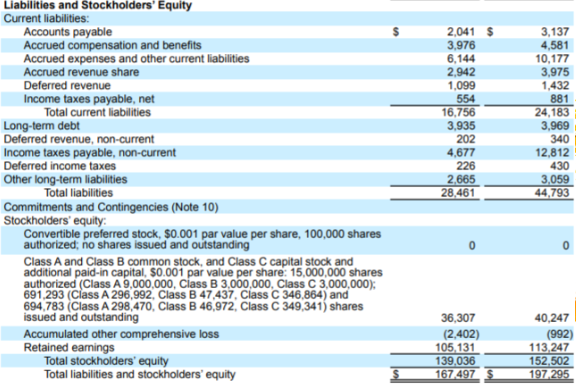 Liabilities and Stockholders' Equity
Current liabilities:
Accounts payable $ 2,041 $ 3,137
Accrued compensation and benefits 3,976 4,581
Accrued expenses and other current liabilities 6,144 10,177
Accrued revenue share 2,942 3,975
Deferred revenue 1,099 1,432
Income taxes payable, net 554 881
Total current liabilities 16,756 24,183
Long-term debt 3,935 3,969
Deferred revenue, non-current 202 340
Income taxes payable, non-current 4,677 12,812
Deferred income taxes 226 430
Other long-term liabilities 2,665 3,059
Total liabilities 28,461 44,793
Commitments and Contingencies (Note 10)
Stockholders' equity:
Convertible preferred stock, $0.001 par value per share, 100,000 shares
authorized; no shares issued and outstanding 0 0
Class A and Class B common stock, and Class C capital stock and
additional paid-in capital, $0.001 par value per share: 15,000,000 shares
authorized (Class A 9,000,000, Class B 3,000,000, Class C 3,000,000);
691,293 (Class A 296,992, Class B 47,437, Class C 346,864) and
694,783 (Class A 298,470, Class B 46,972, Class C 349,341) shares
issued and outstanding 36,307 40,247
Accumulated other comprehensive loss (2,402) (992)
Retained earnings 105,131 113,247
Total stockholders' equity 139,036 152,502
Total liabilities and stockholders' equity $ 167,497 $ 197,295